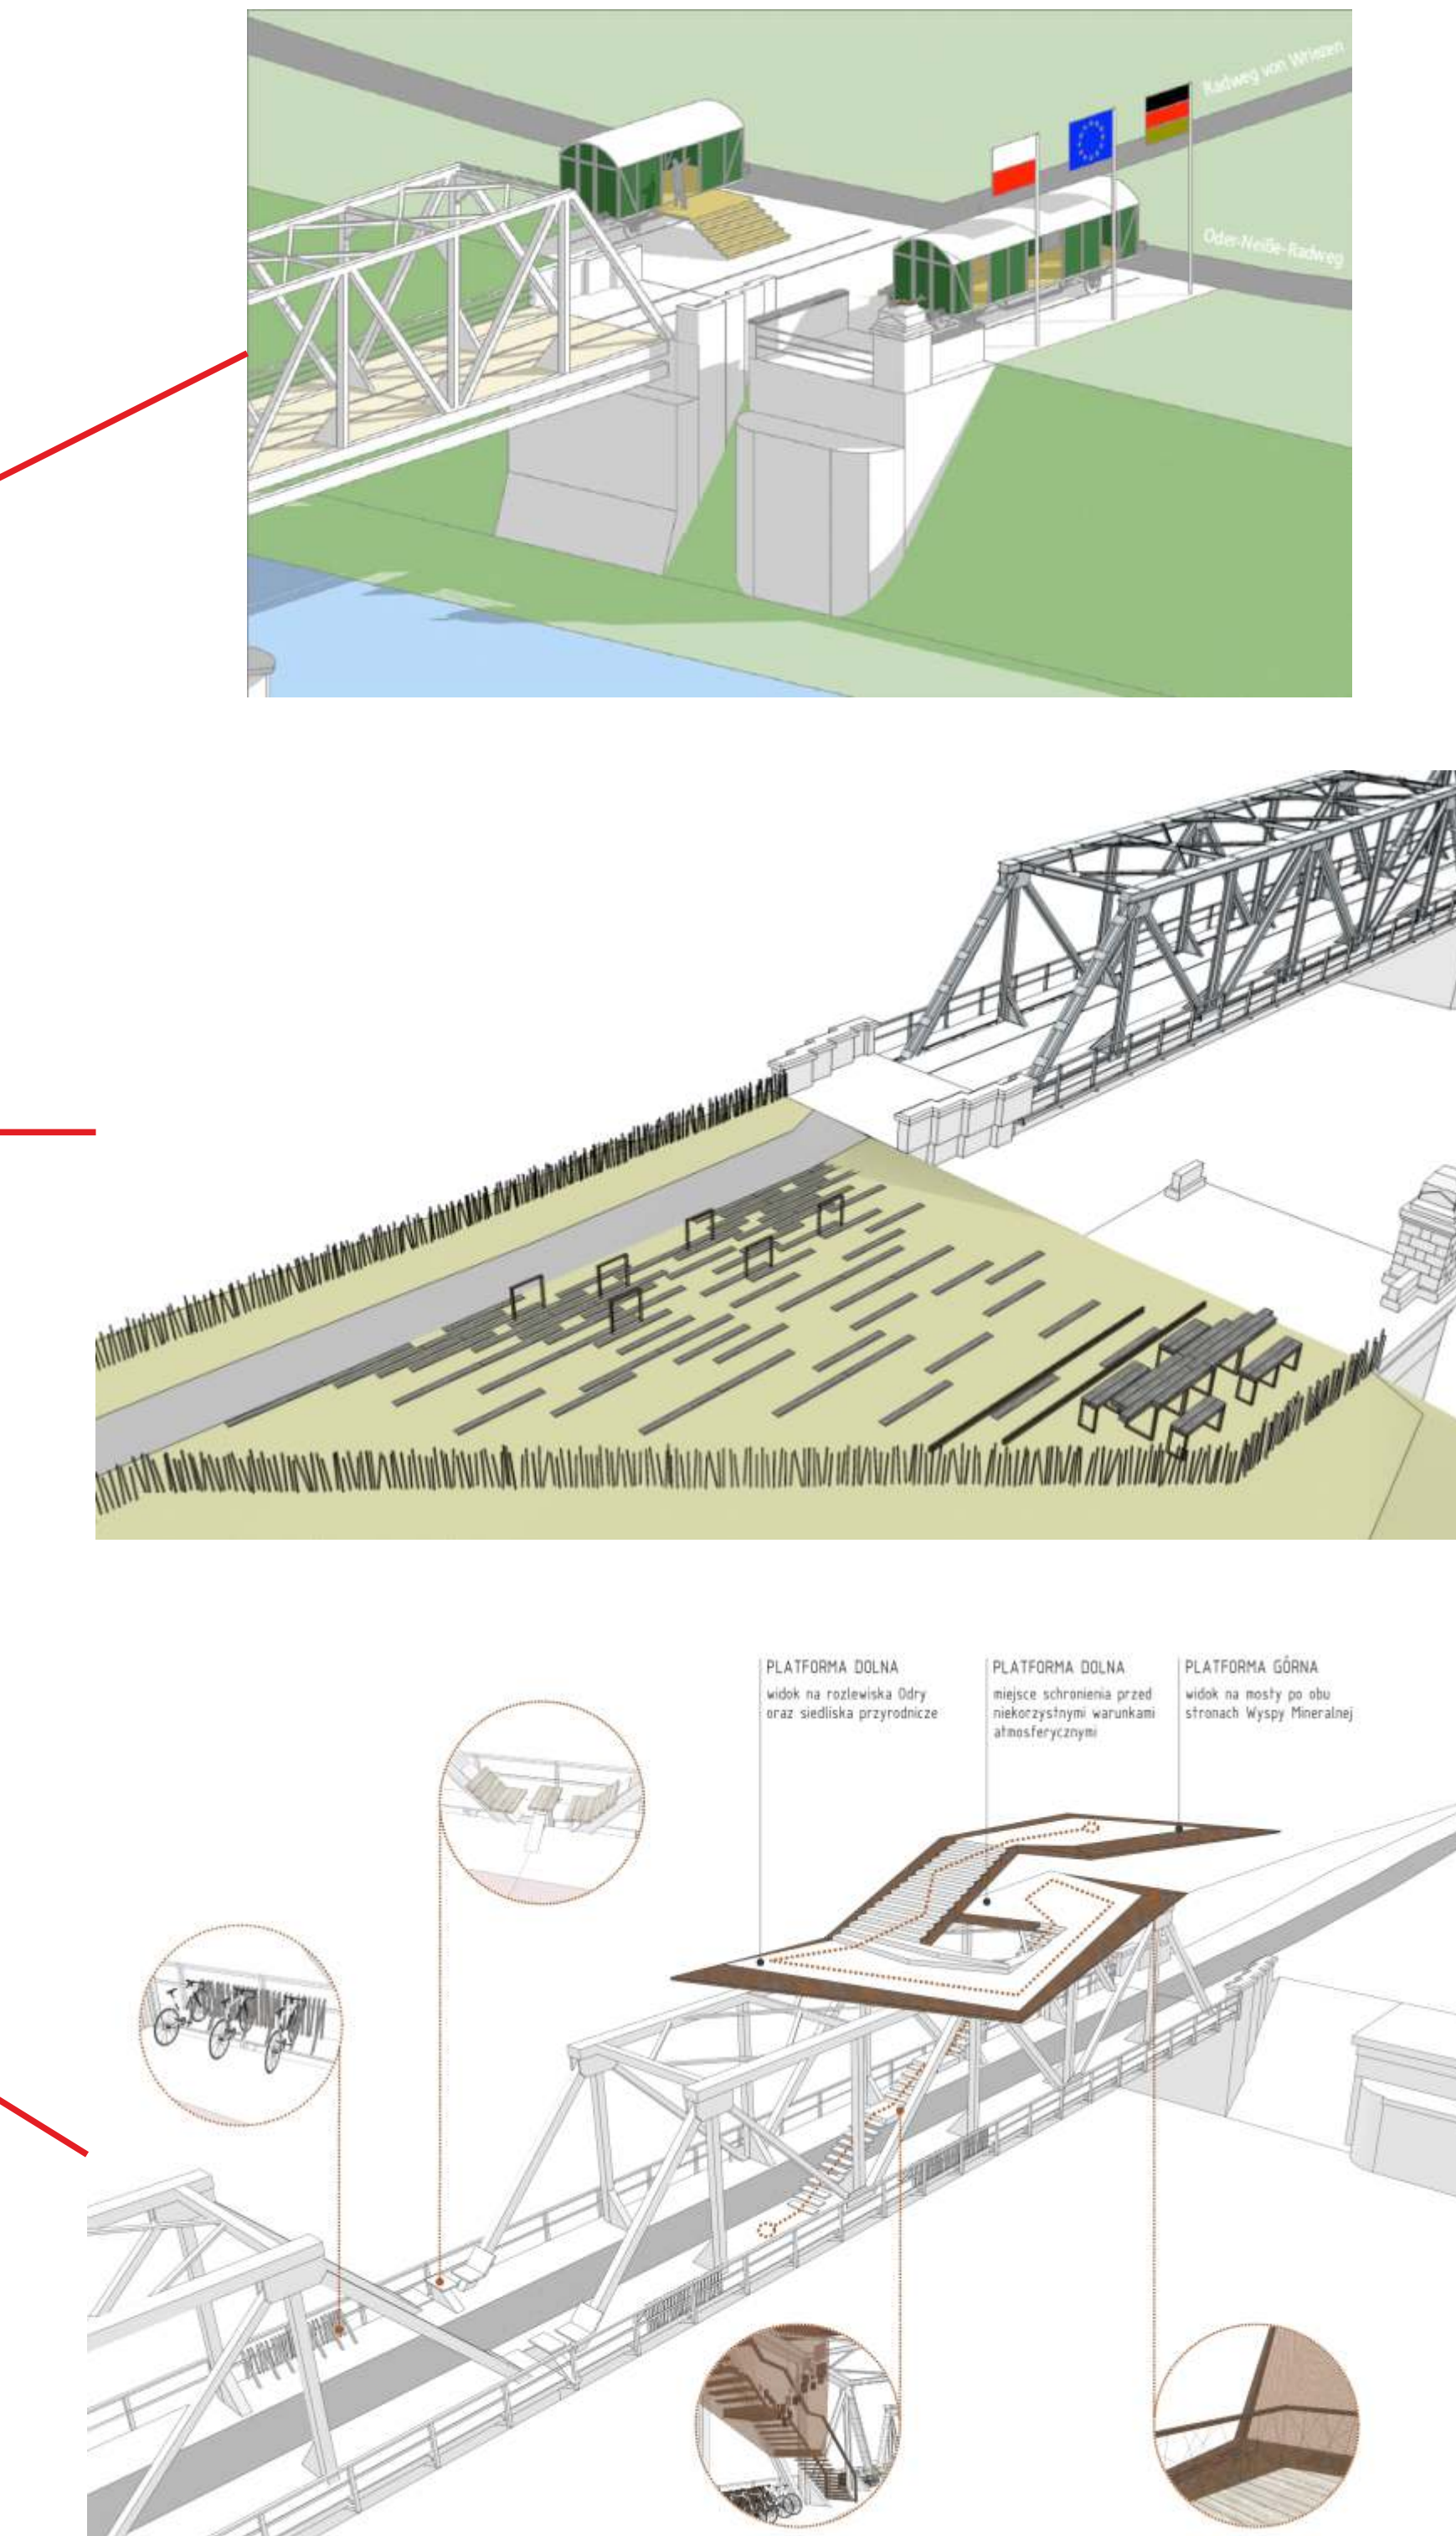 Radweg von Wriezen
Oder-Neiße-Radweg
PLATFORMA DOLNA
widok na rozlewiska Odry
oraz siedliska przyrodnicze
PLATFORMA DOLNA
miejsce schronienia przed
niekorzystnymi warunkami
atmosferycznymi
PLATFORMA GÓRNA
widok na mosty po obu
stronach Wyspy Mineralnej